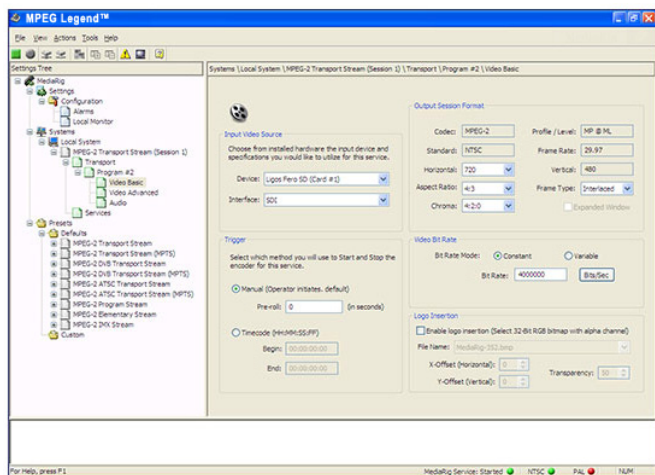 MPEG Legend™
File View Actions Tools Help
Settings Tree
MediaRig
Settings
Configuration
Alarms
Local Monitor
Systems
Local System
MPEG-2 Transport Stream (Session 1)
Transport
Program #2
Video Basic
Video Advanced
Audio
Services
Presets
Defaults
MPEG-2 Transport Stream
MPEG-2 Transport Stream (MPTS)
MPEG-2 DVB Transport Stream
MPEG-2 DVB Transport Stream (MPTS)
MPEG-2 ATSC Transport Stream
MPEG-2 ATSC Transport Stream (MPTS)
MPEG-2 Program Stream
MPEG-2 Elementary Stream
MPEG-2 IMX Stream
Custom
Systems \ Local System \ MPEG-2 Transport Stream (Session 1) \ Transport \ Program #2 \ Video Basic
Input Video Source
Choose from installed hardware the input device and
specifications you would like to utilize for this service.
Device: Ligos Fero SD (Card #1)
Interface: SDI
Trigger
Select which method you will use to Start and Stop the
encoder for this service.
Manual (Operator initiates, default)
Pre-roll: 0 (in seconds)
Timecode (HH:MM:SS:FF)
Begin: 00:00:00:00
End: 00:00:00:00
Output Session Format
Codec: MPEG-2 Profile / Level: MP @ ML
Standard: NTSC Frame Rate: 29.97
Horizontal: 720 Vertical: 480
Aspect Ratio: 4:3 Frame Type: Interlaced
Chroma: 4:2:0 Expanded Window
Video Bit Rate
Bit Rate Mode: Constant Variable
Bit Rate: 4000000 Bits/Sec
Logo Insertion
Enable logo insertion (Select 32-Bit RGB bitmap with alpha channel)
File Name: MediaRig-352.bmp
X-Offset (Horizontal): 0 Transparency: 50
Y-Offset (Vertical): 0
For Help, press F1 MediaRig Service: Started NTSC PAL NUM